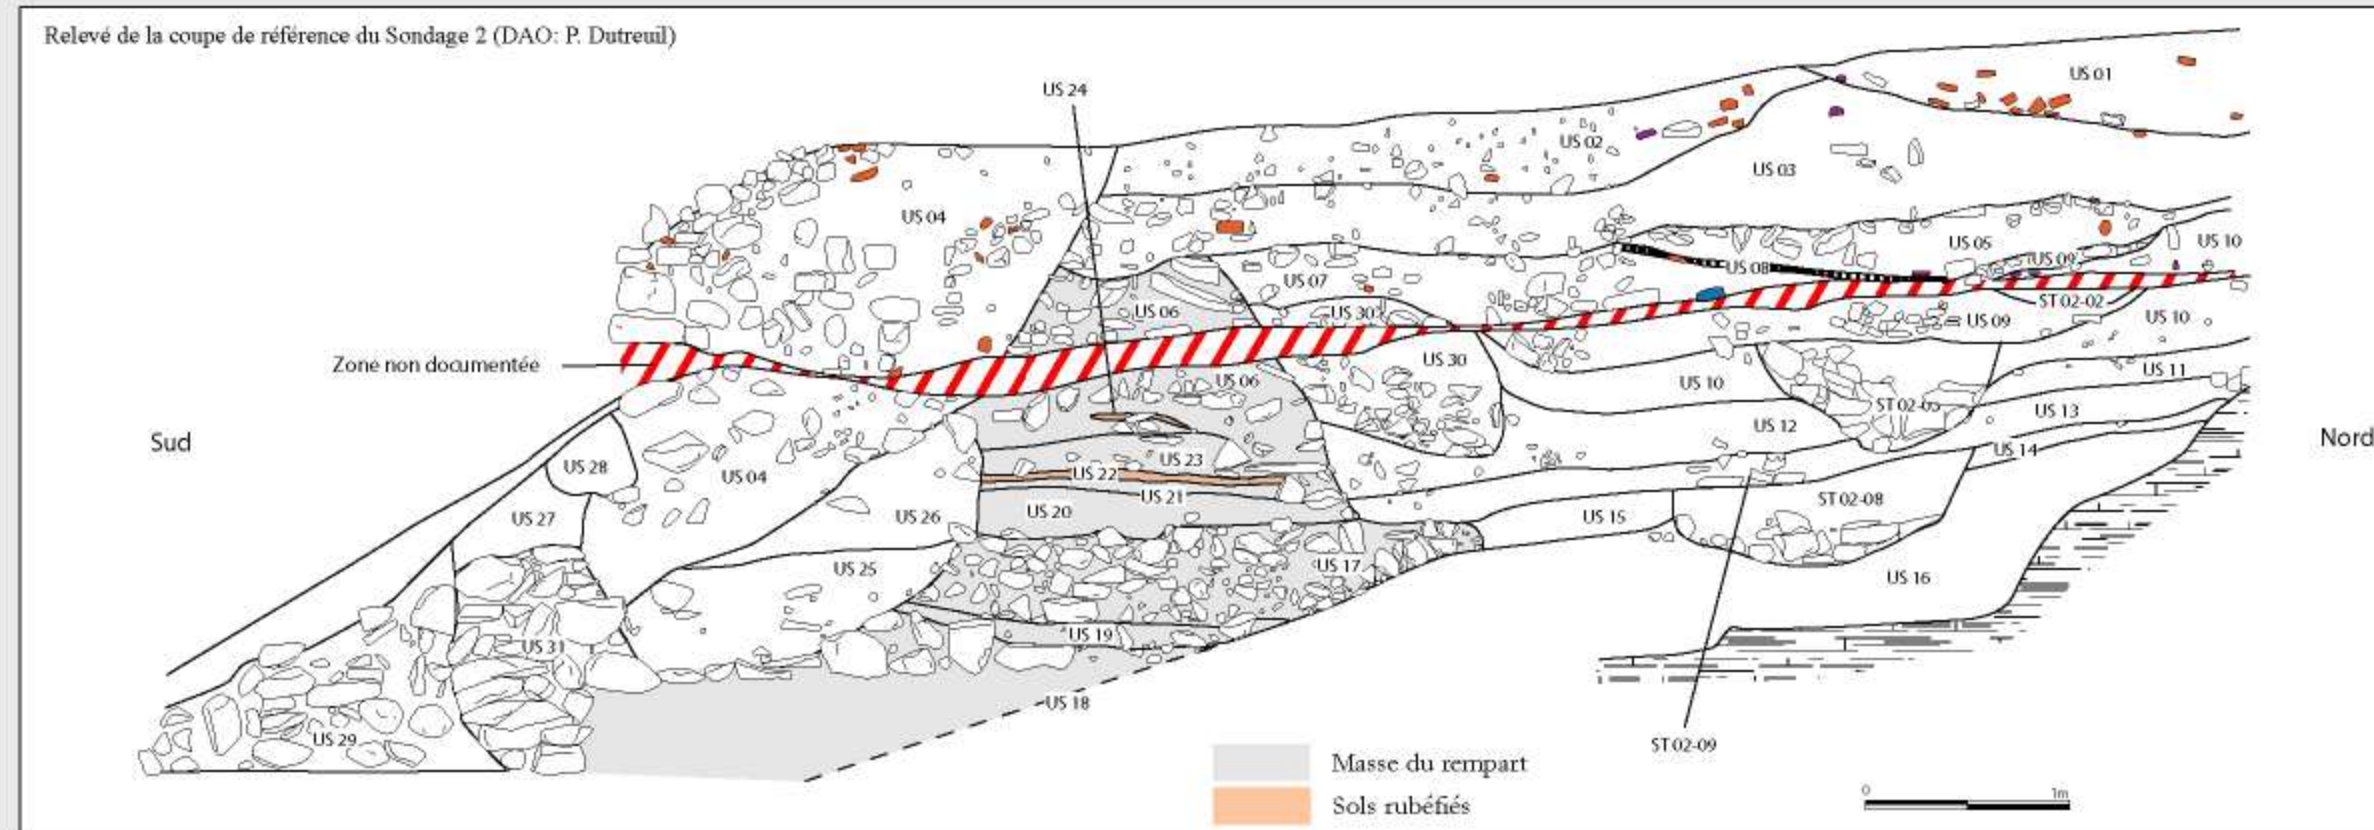 Relevé de la coupe de référence du Sondage 2 (DAO: P. Dutreuil)
US 24
US 01
US 02
US 03
US 04
US 05
US 10
US 09
US 08
US 07
US 06
US 30
ST 02-02
US 09
US 10
Zone non documentée
US 30
US 06
US 10
US 11
ST 02-05
US 13
US 12
Sud
Nord
US 14
US 28
US 04
US 23
US 22
US 21
US 20
US 26
US 27
US 15
ST 02-08
US 25
US 17
US 16
US 19
US 31
US 18
US 29
ST 02-09
Masse du rempart
Sols rubéfiés
0 1m